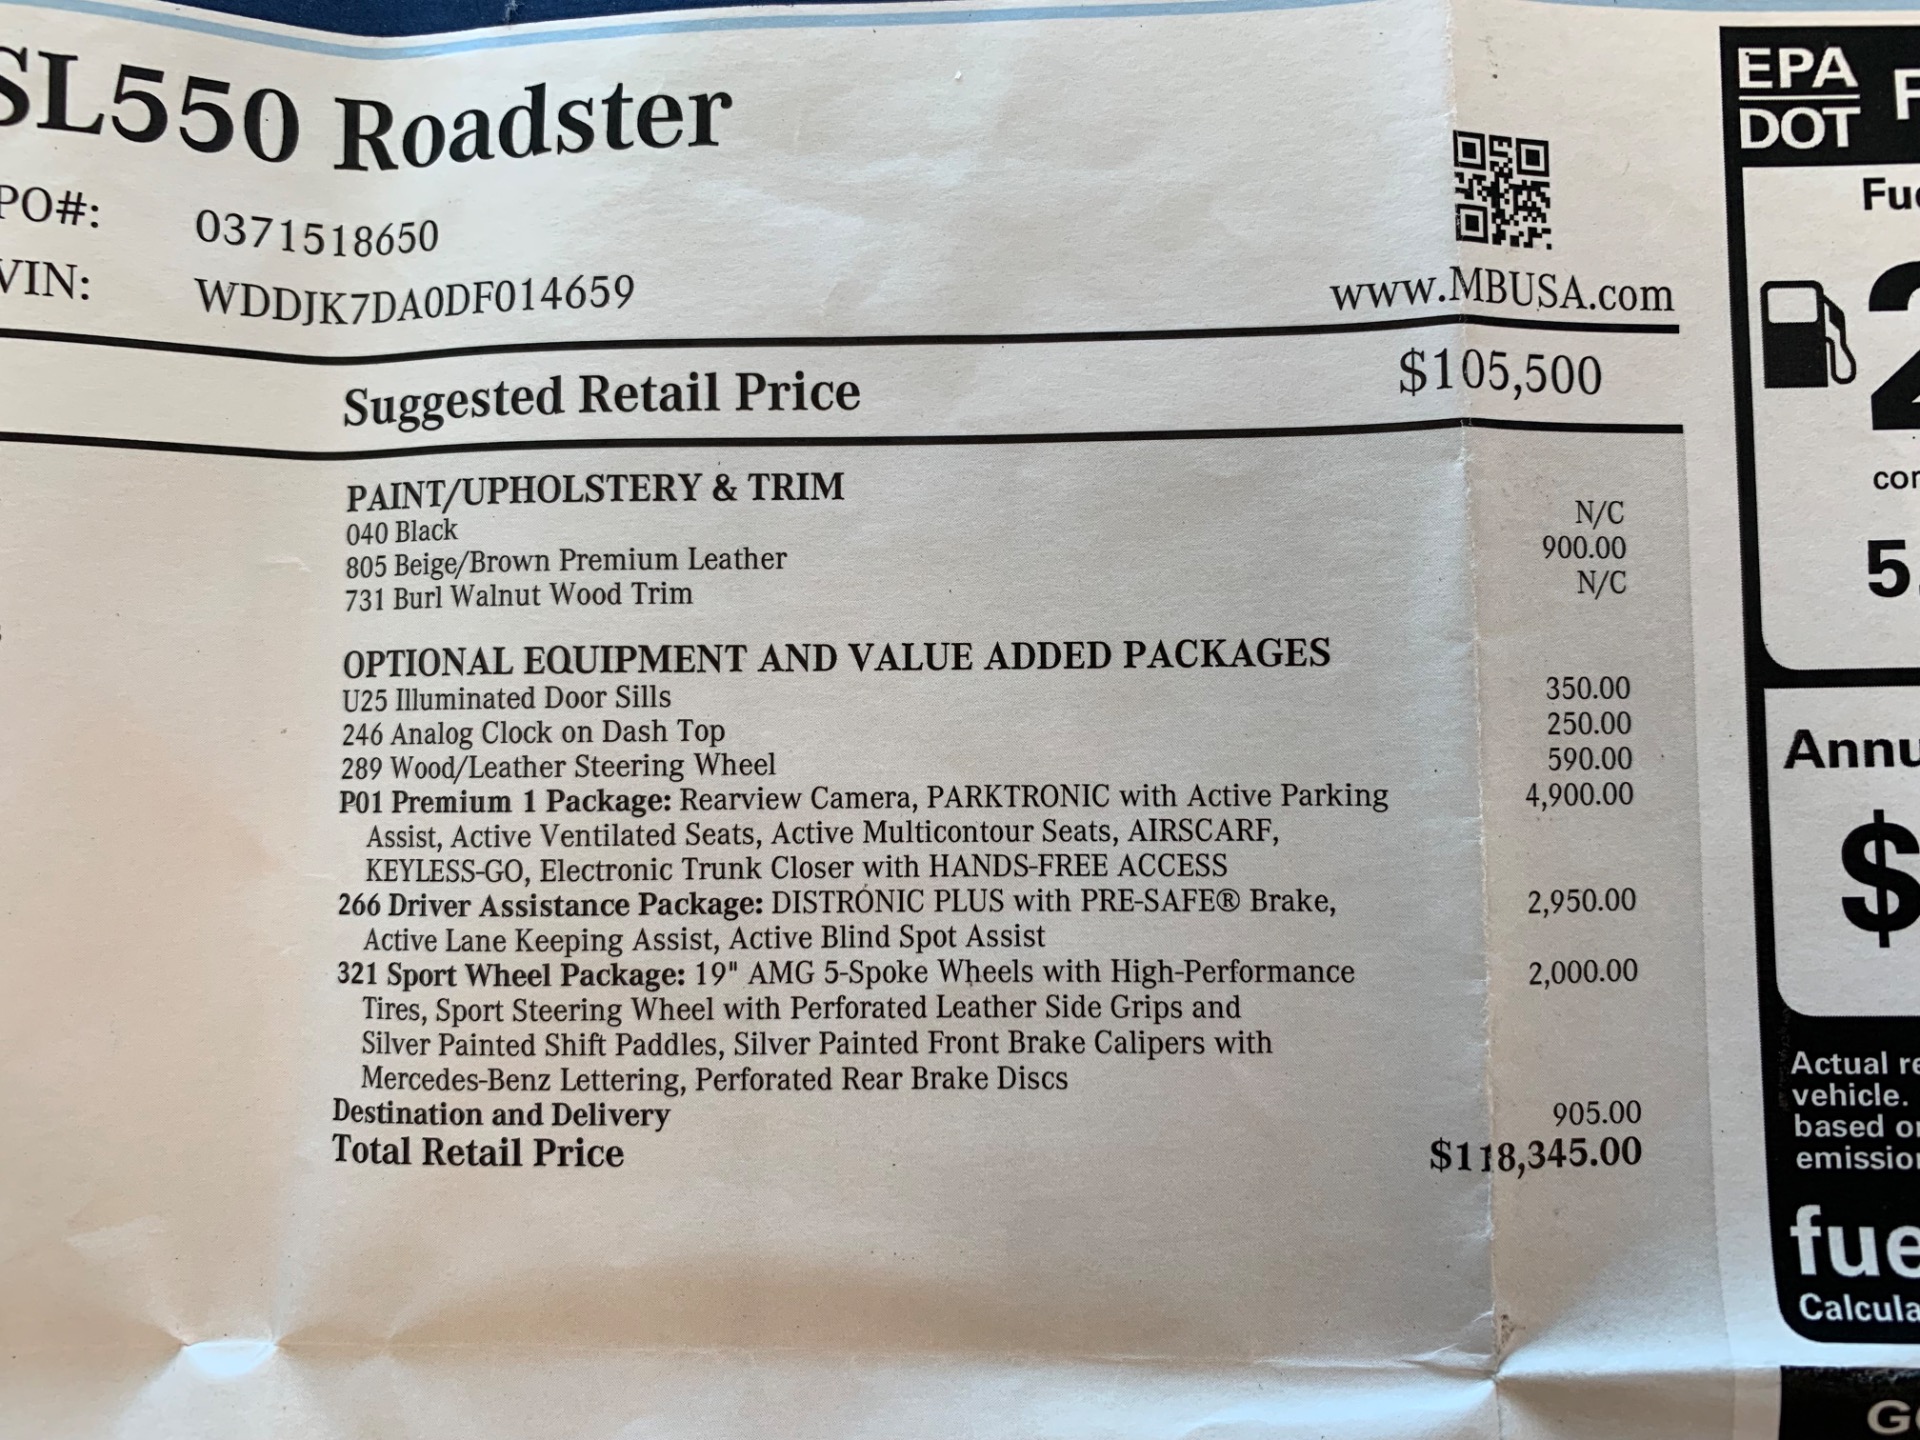 SL550 Roadster
PO#: 0371518650
VIN: WDDJK7DA0DF014659
www.MBUSA.com
Suggested Retail Price $105,500
PAINT/UPHOLSTERY & TRIM
040 Black N/C
805 Beige/Brown Premium Leather 900.00
731 Burl Walnut Wood Trim N/C
OPTIONAL EQUIPMENT AND VALUE ADDED PACKAGES
U25 Illuminated Door Sills 350.00
246 Analog Clock on Dash Top 250.00
289 Wood/Leather Steering Wheel 590.00
P01 Premium 1 Package: Rearview Camera, PARKTRONIC with Active Parking 4,900.00
Assist, Active Ventilated Seats, Active Multicontour Seats, AIRSCARF,
KEYLESS-GO, Electronic Trunk Closer with HANDS-FREE ACCESS
266 Driver Assistance Package: DISTRONIC PLUS with PRE-SAFE® Brake, 2,950.00
Active Lane Keeping Assist, Active Blind Spot Assist
321 Sport Wheel Package: 19" AMG 5-Spoke Wheels with High-Performance 2,000.00
Tires, Sport Steering Wheel with Perforated Leather Side Grips and
Silver Painted Shift Paddles, Silver Painted Front Brake Calipers with
Mercedes-Benz Lettering, Perforated Rear Brake Discs
Destination and Delivery 905.00
Total Retail Price $118,345.00
EPA
DOT
$
Actual
vehicle.
based